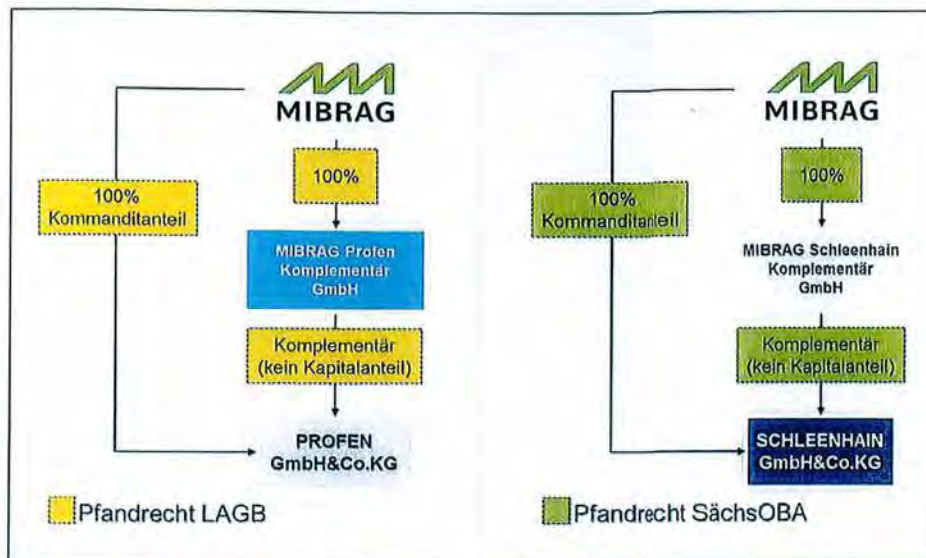 MIBRAG
100%
100%
Kommanditanteil
MIBRAG Profen
Komplementär
GmbH
Komplementär
(kein Kapitalanteil)
PROFEN
GmbH&Co.KG
Pfandrecht LAGB
MIBRAG
100%
100%
Kommanditanteil
MIBRAG Schleenhain
Komplementär
GmbH
Komplementär
(kein Kapitalanteil)
SCHLEENHAIN
GmbH&Co.KG
Pfandrecht SächsOBA